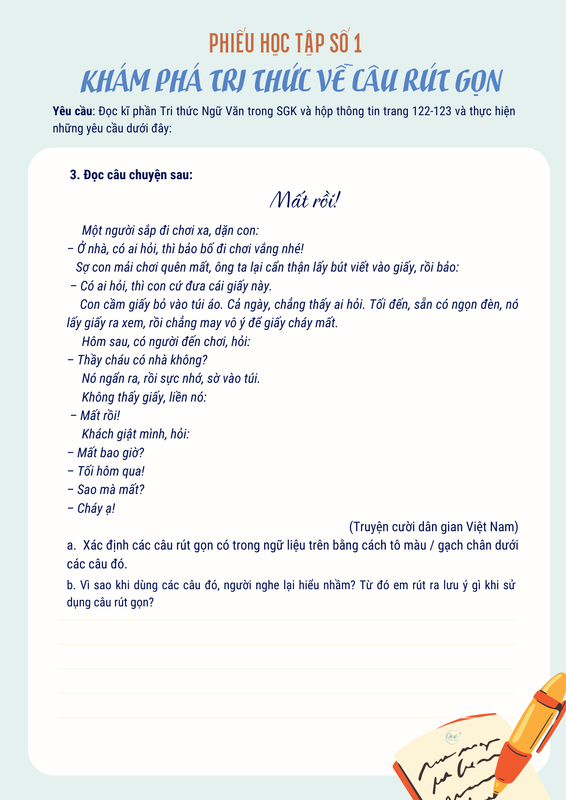 PHIẾU HỌC TẬP SỐ 1
KHÁM PHÁ TRI THỨC VỀ CÂU RÚT GỌN
Yêu cầu: Đọc kĩ phần Tri thức Ngữ Văn trong SGK và hộp thông tin trang 122-123 và thực hiện
những yêu cầu dưới đây:
3. Đọc câu chuyện sau:
Mất rồi!
Một người sắp đi chơi xa, dặn con:
– Ở nhà, có ai hỏi, thì bảo bố đi chơi vắng nhé!
Sợ con mải chơi quên mất, ông ta lại cẩn thận lấy bút viết vào giấy, rồi bảo:
– Có ai hỏi, thì con cứ đưa cái giấy này.
Con cầm giấy bỏ vào túi áo. Cả ngày, chẳng thấy ai hỏi. Tối đến, sẵn có ngọn đèn, nó
lấy giấy ra xem, rồi chẳng may vô ý để giấy cháy mất.
Hôm sau, có người đến chơi, hỏi:
– Thầy cháu có nhà không?
Nó ngẩn ra, rồi sực nhớ, sờ vào túi.
Không thấy giấy, liền nói:
– Mất rồi!
Khách giật mình, hỏi:
– Mất bao giờ?
– Tối hôm qua!
– Sao mà mất?
– Cháy ạ!
(Truyện cười dân gian Việt Nam)
a. Xác định các câu rút gọn có trong ngữ liệu trên bằng cách tô màu / gạch chân dưới
các câu đó.
b. Vì sao khi dùng các câu đó, người nghe lại hiểu nhầm? Từ đó em rút ra lưu ý gì khi sử
dụng câu rút gọn?